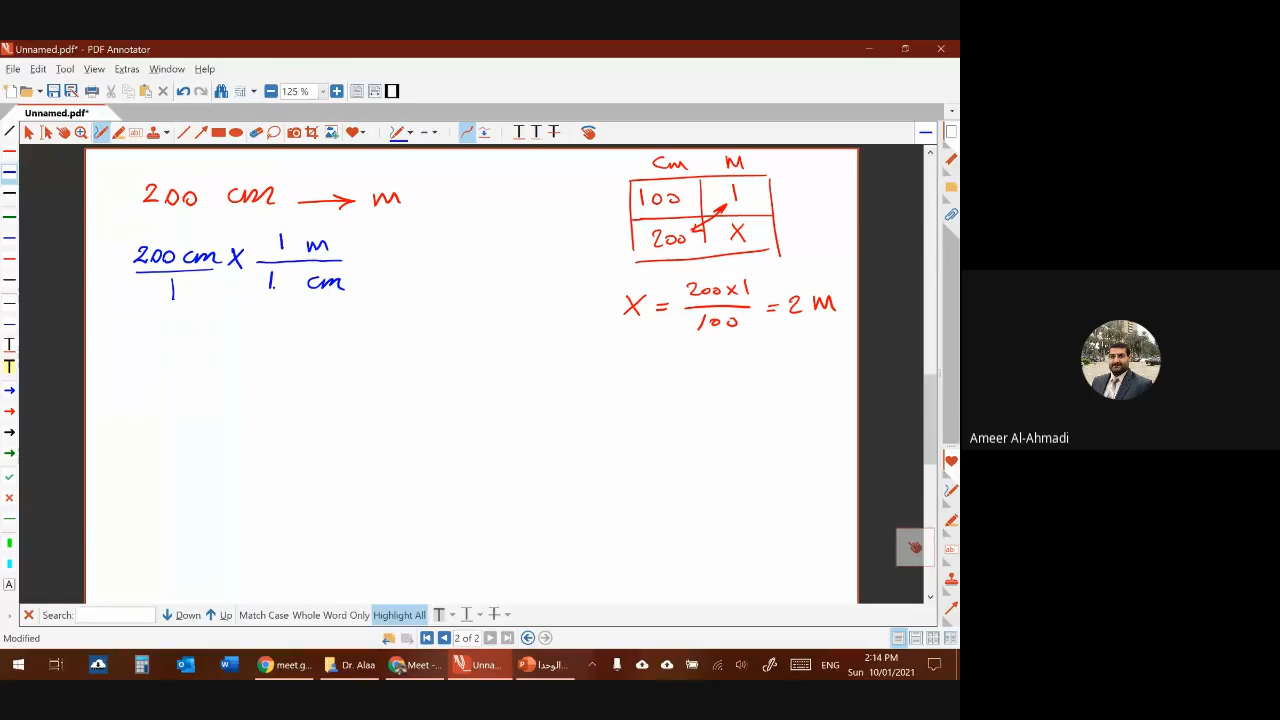 Unnamed.pdf* - PDF Annotator
File Edit Tool View Extras Window Help
125 %
Unnamed.pdf*
200 cm → m
200 cm X 1 m
1 1. cm
Cm M
100 1
200 X
X = 200x1 = 2 M
100
Ameer Al-Ahmadi
A
Search: Down Up Match Case Whole Word Only Highlight All
Modified 2 of 2
meet.g... Dr. Alaa Meet -... Unna... الوحدا... ENG 2:14 PM
Sun 10/01/2021